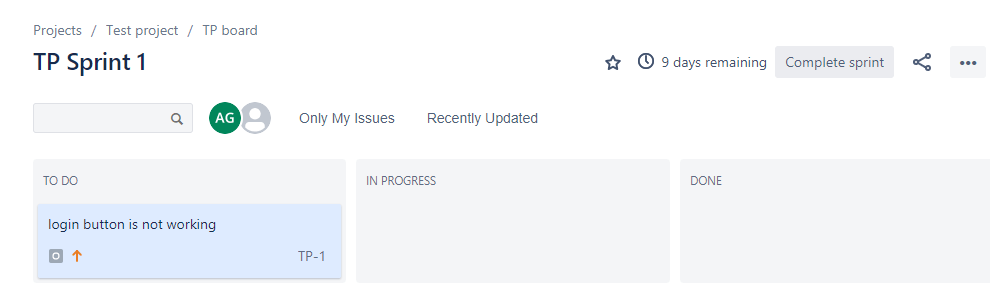 Projects / Test project / TP board
TP Sprint 1
9 days remaining
Complete sprint
AG
Only My Issues
Recently Updated
TO DO
IN PROGRESS
DONE
login button is not working
TP-1